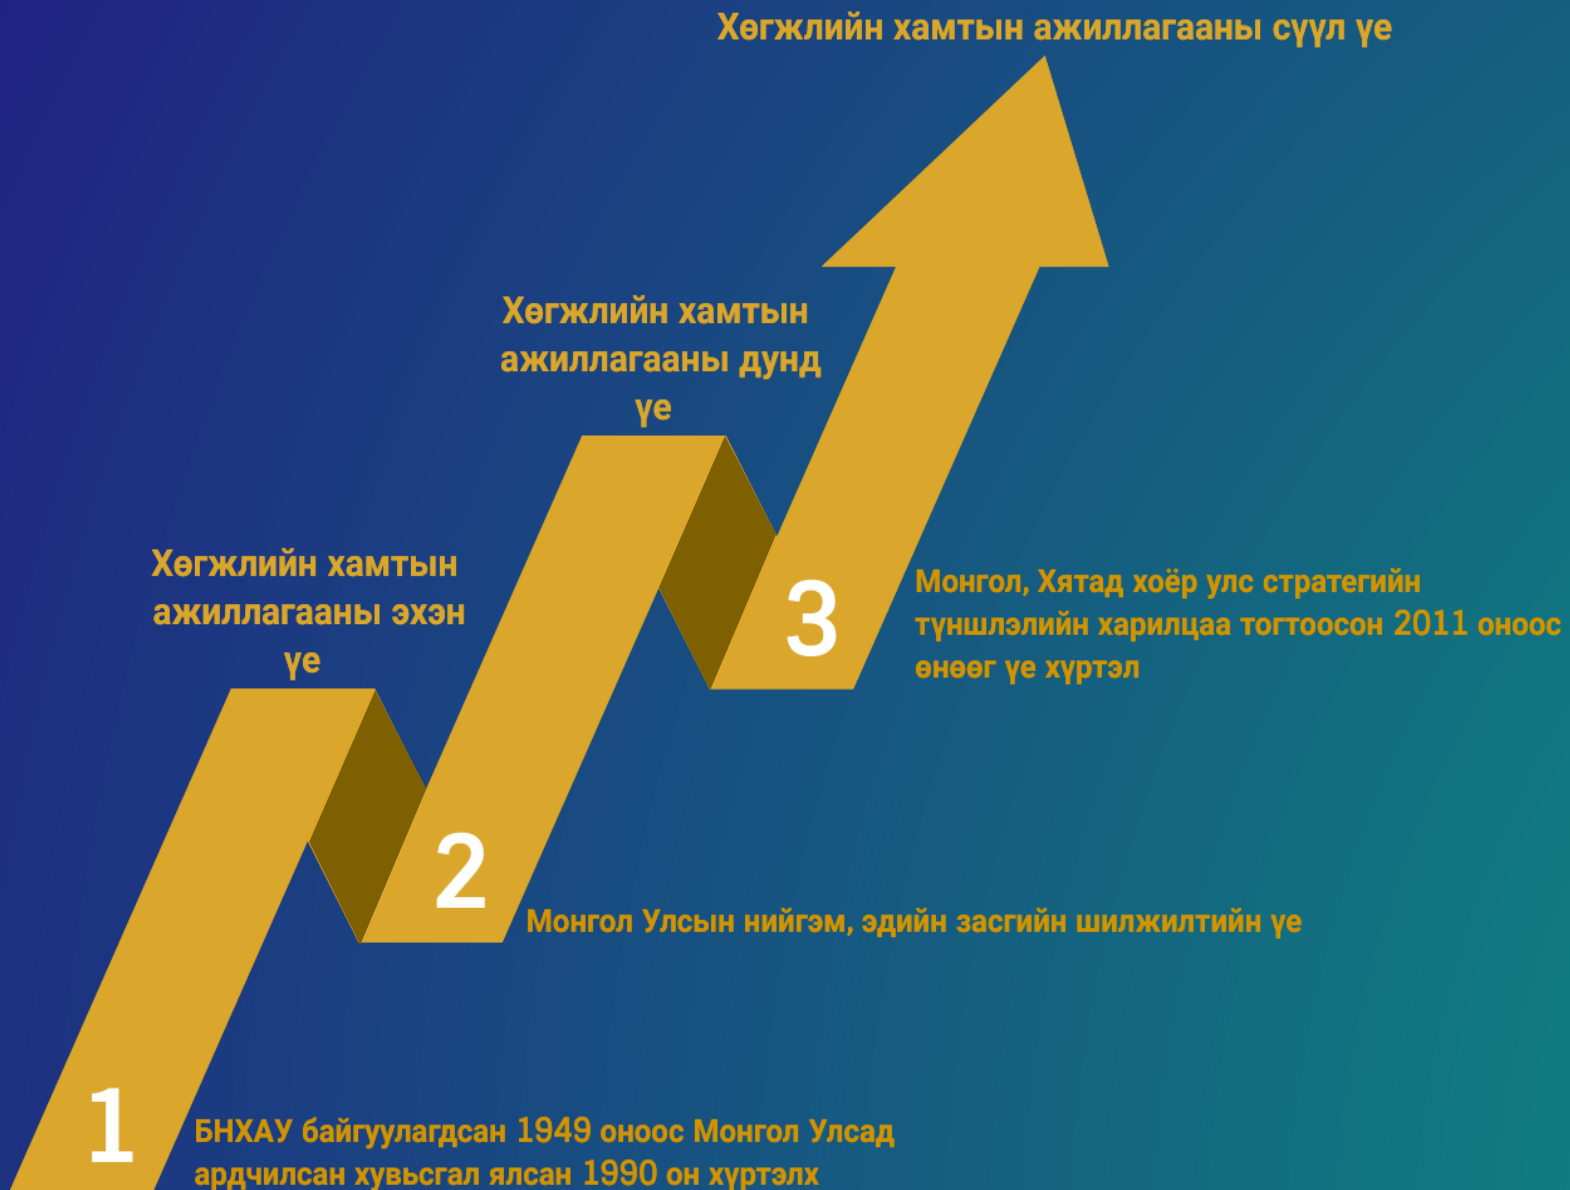 Хөгжлийн хамтын ажиллагааны сүүл үе
Хөгжлийн хамтын
ажиллагааны дунд
үе
Хөгжлийн хамтын
ажиллагааны эхэн
үе
3
Монгол, Хятад хоёр улс стратегийн
түншлэлийн харилцаа тогтоосон 2011 оноос
өнөөг үе хүртэл
2
Монгол Улсын нийгэм, эдийн засгийн шилжилтийн үе
1
БНХАУ байгуулагдсан 1949 оноос Монгол Улсад
ардчилсан хувьсгал ялсан 1990 он хүртэлх